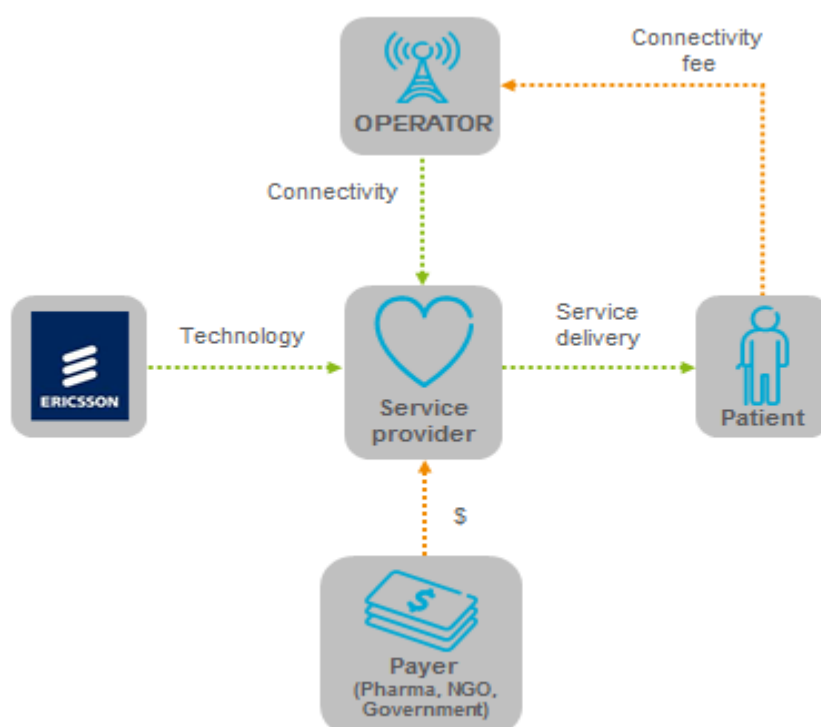 Connectivity
fee
OPERATOR
Connectivity
Technology
Service
delivery
ERICSSON
Service
provider
Patient
$
$
Payer
(Pharma, NGO,
Government)